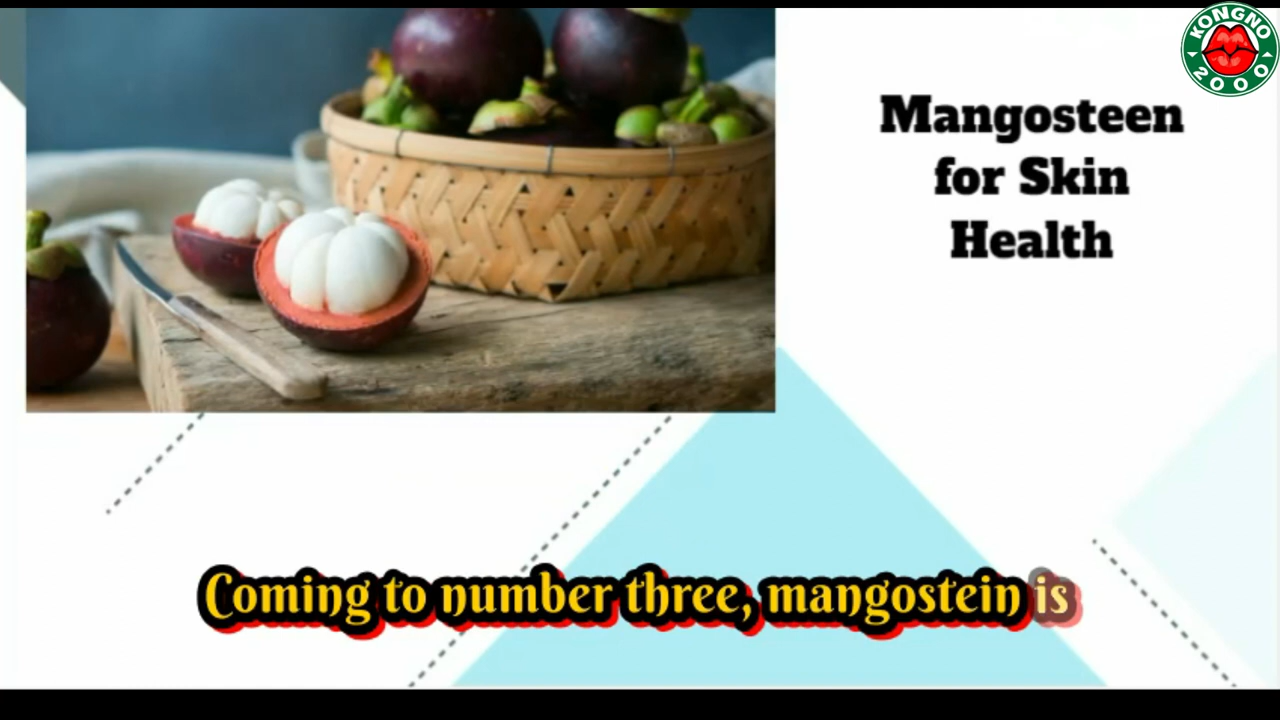 KONGNO
2000
Mangosteen
for Skin
Health
Coming to number three, mangostein is